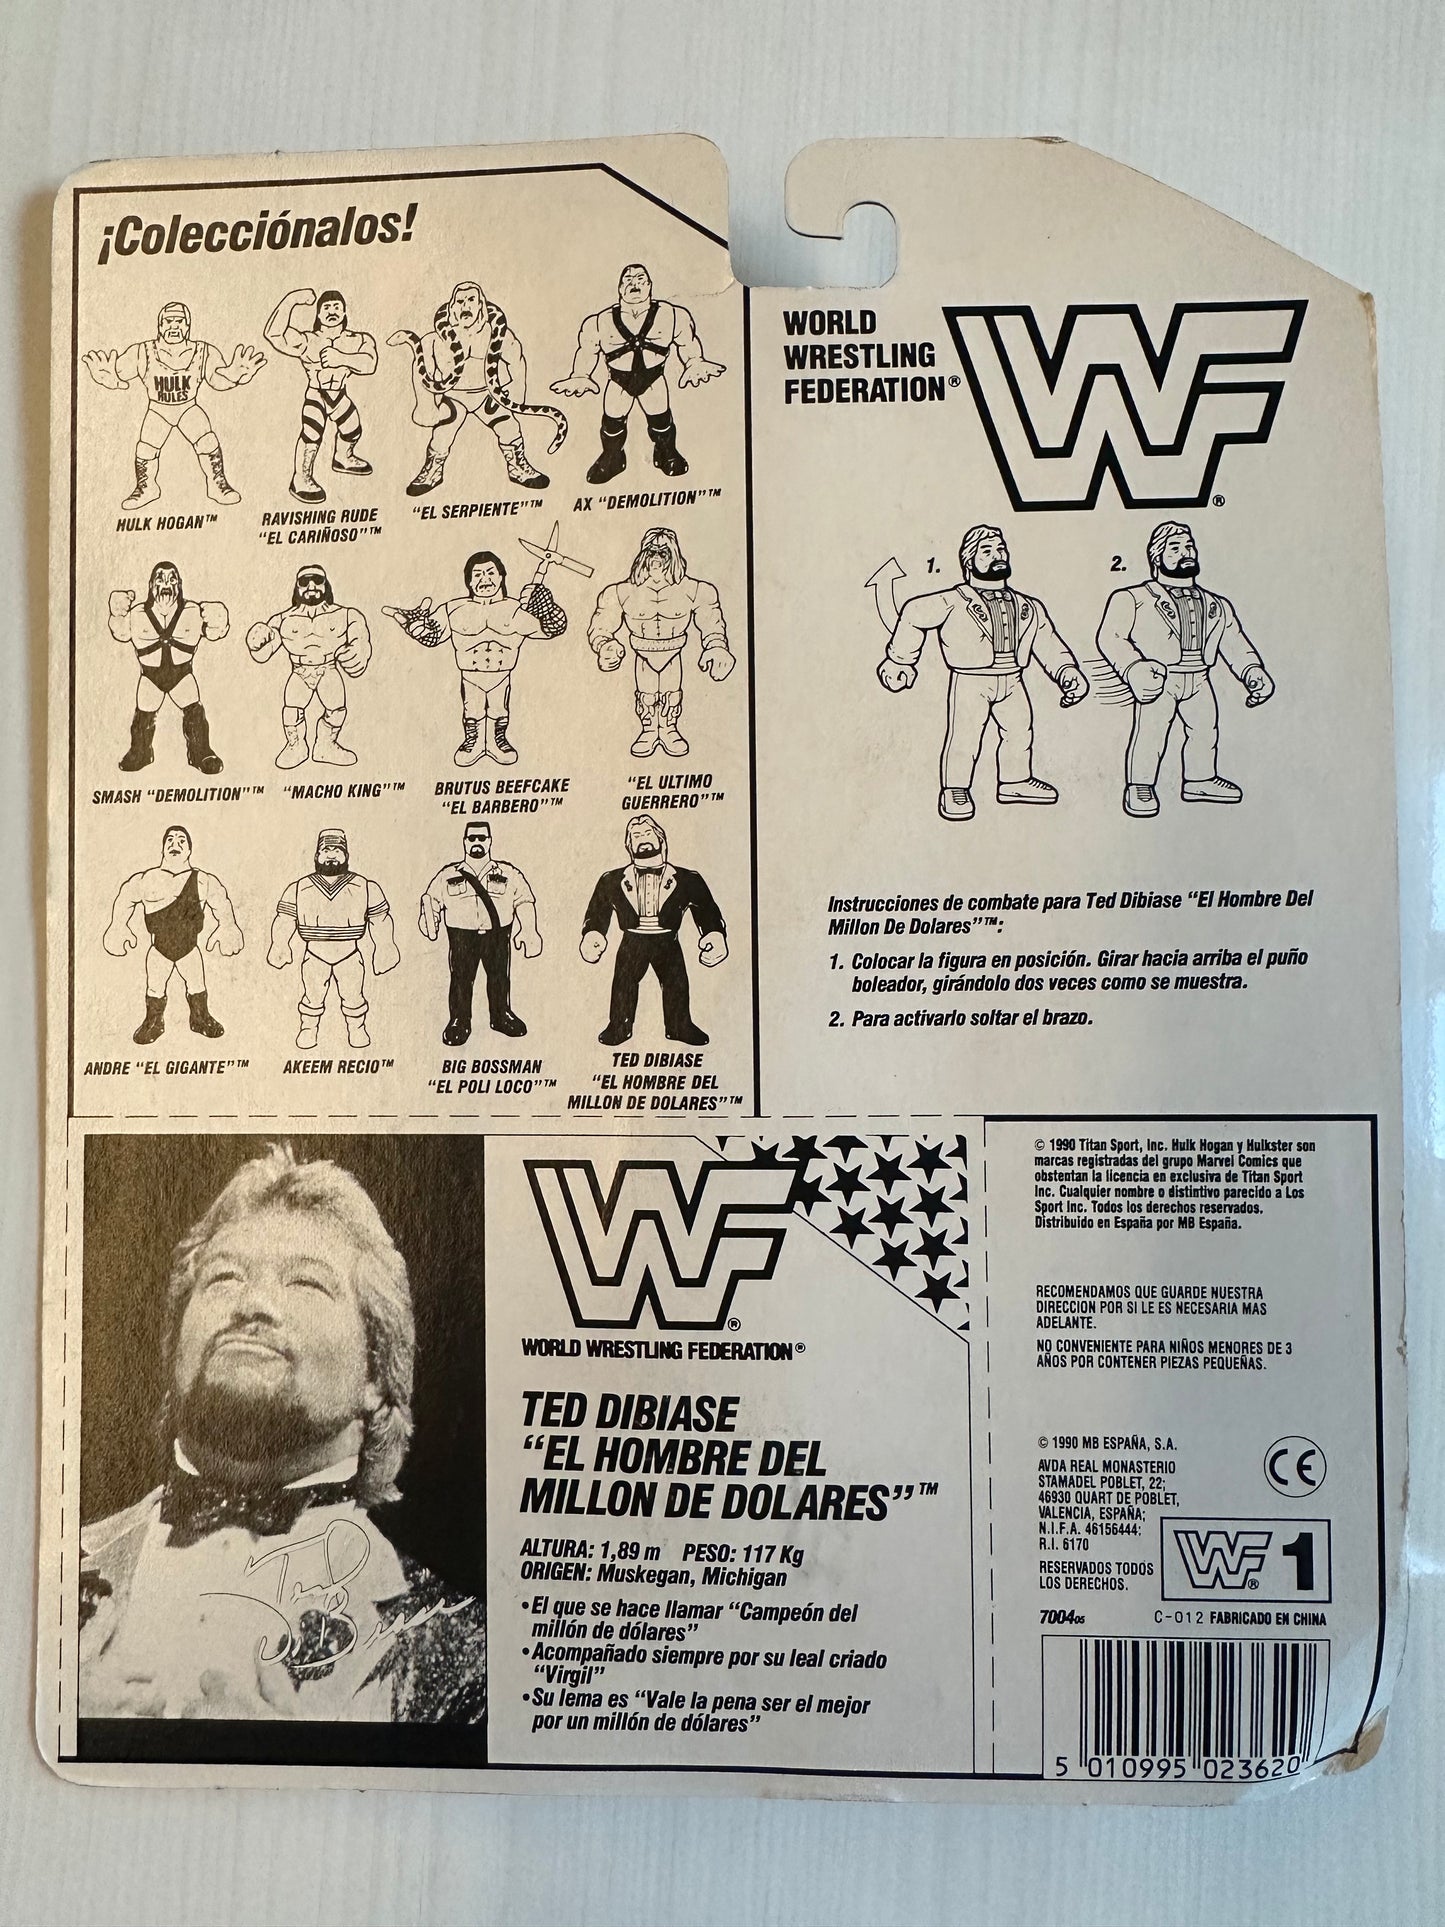 ¡Coleccionalos!
HULK RULES
HULK HOGAN™
RAVISHING RUDE
"EL CARIÑOSO"™
"EL SERPIENTE"™
AX "DEMOLITION"™
SMASH "DEMOLITION"™
"MACHO KING"™
BRUTUS BEEFCAKE
"EL BARBERO"™
"EL ULTIMO
GUERRERO"™
ANDRE "EL GIGANTE"™
AKEEM RECIO™
BIG BOSSMAN
"EL POLI LOCO"™
TED DIBIASE
"EL HOMBRE DEL
MILLON DE DOLARES"™
WORLD
WRESTLING
FEDERATION®
WF®
1.
2.
Instrucciones de combate para Ted Dibiase "El Hombre Del
Millon De Dolares"™:
1. Colocar la figura en posición. Girar hacia arriba el puño
boleador, girándolo dos veces como se muestra.
2. Para activarlo soltar el brazo.
WF®
WORLD WRESTLING FEDERATION®
TED DIBIASE
"EL HOMBRE DEL
MILLON DE DOLARES"™
ALTURA: 1,89 m PESO: 117 Kg
ORIGEN: Muskegan, Michigan
•El que se hace llamar "Campeón del
millón de dólares"
•Acompañado siempre por su leal criado
"Virgil"
•Su lema es "Vale la pena ser el mejor
por un millón de dólares"
© 1990 Titan Sport, Inc. Hulk Hogan y Hulkster son
marcas registradas del grupo Marvel Comics que
obstentan la licencia en exclusiva de Titan Sport
Inc. Cualquier nombre o distintivo parecido a Los
Sport Inc. Todos los derechos reservados.
Distribuido en España por MB España.
RECOMENDAMOS QUE GUARDE NUESTRA
DIRECCION POR SI LE ES NECESARIA MAS
ADELANTE.
NO CONVENIENTE PARA NIÑOS MENORES DE 3
AÑOS POR CONTENER PIEZAS PEQUEÑAS.
© 1990 MB ESPAÑA, S.A.
AVDA REAL MONASTERIO
STAMADEL POBLET, 22;
46930 QUART DE POBLET,
VALENCIA, ESPAÑA;
N.I.F.A. 46156444:
R.I. 6170
RESERVADOS TODOS
LOS DERECHOS.
CE
WF® 1
700405
C-012 FABRICADO EN CHINA
5 010995 023620